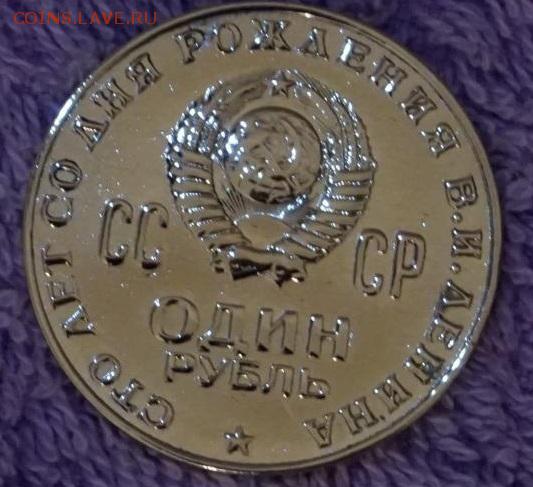 COINS.LAVE.RU
СТО ЛЕТ СО ДНЯ РОЖДЕНИЯ В.И.ЛЕНИНА
СС СР
ОДИН
РУБЛЬ